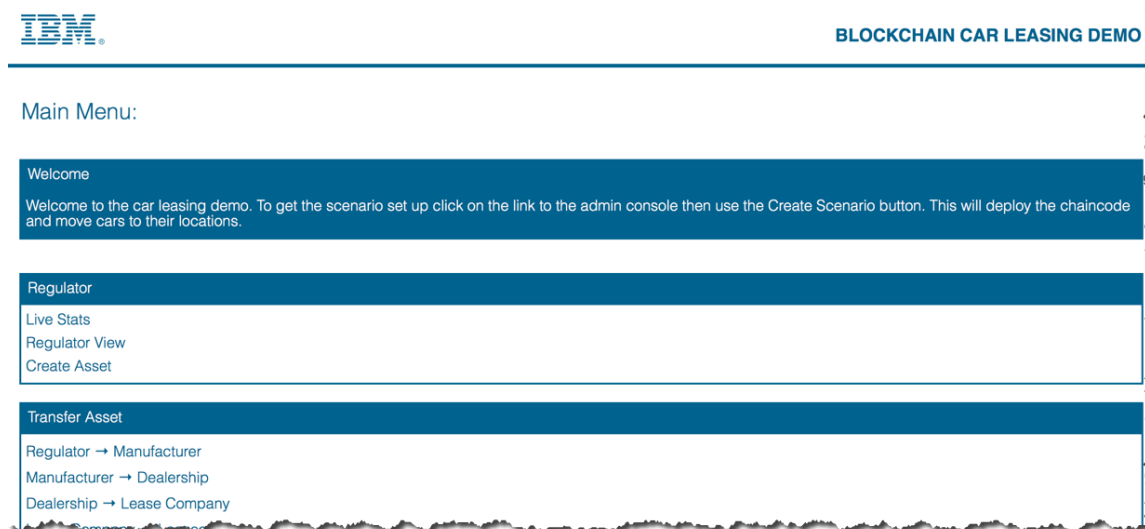 IBM®
BLOCKCHAIN CAR LEASING DEMO
Main Menu:
Welcome
Welcome to the car leasing demo. To get the scenario set up click on the link to the admin console then use the Create Scenario button. This will deploy the chaincode
and move cars to their locations.
Regulator
Live Stats
Regulator View
Create Asset
Transfer Asset
Regulator → Manufacturer
Manufacturer → Dealership
Dealership → Lease Company